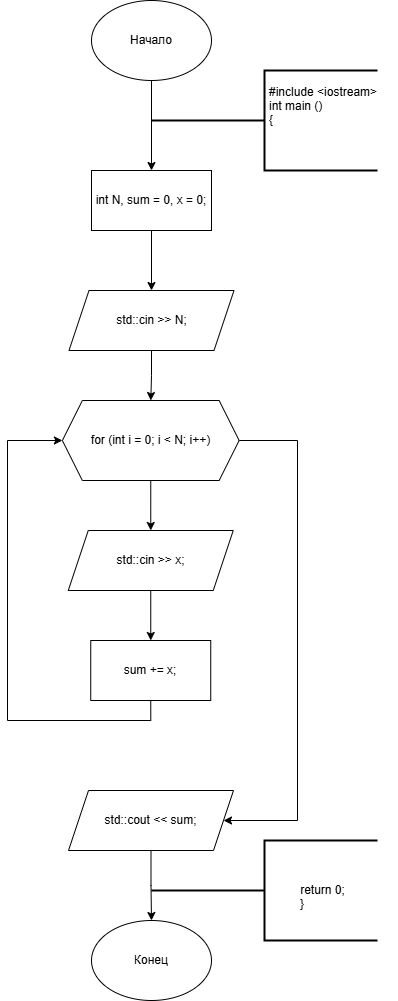 Начало
#include <iostream>
int main ()
{
int N, sum = 0, x = 0;
std::cin >> N;
for (int i = 0; i < N; i++)
std::cin >> x;
sum += x;
std::cout << sum;
return 0;
}
Конец